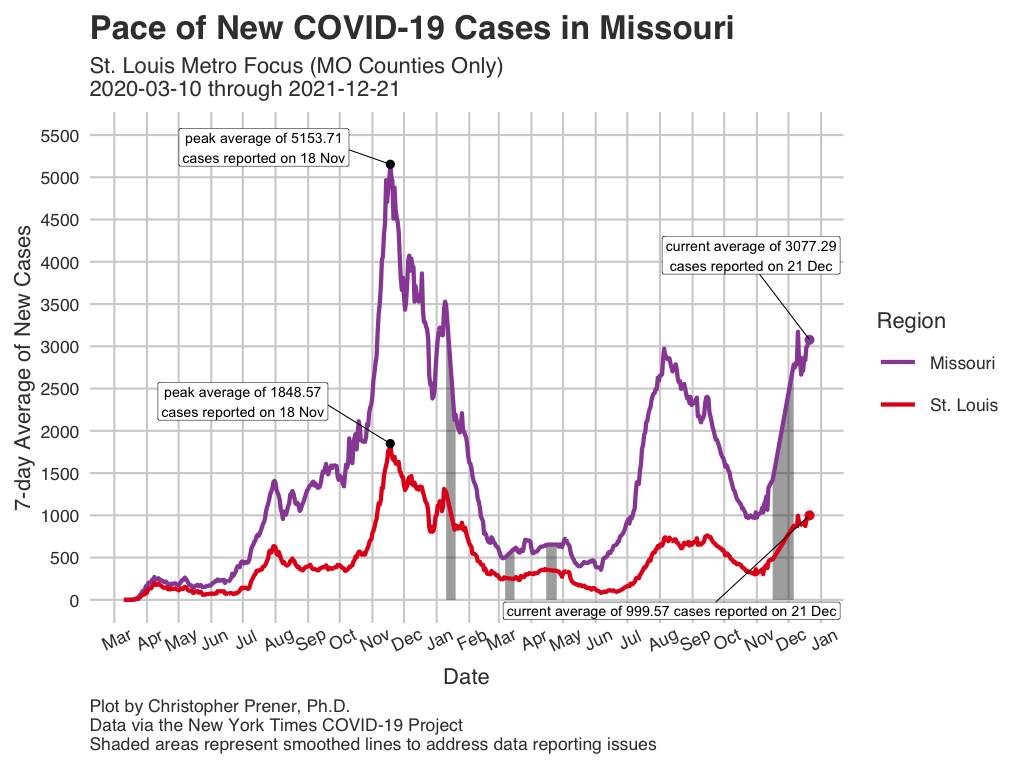 Pace of New COVID-19 Cases in Missouri
St. Louis Metro Focus (MO Counties Only)
2020-03-10 through 2021-12-21
peak average of 5153.71
cases reported on 18 Nov
current average of 3077.29
cases reported on 21 Dec
peak average of 1848.57
cases reported on 18 Nov
current average of 999.57 cases reported on 21 Dec
7-day Average of New Cases
5500
5000
4500
4000
3500
3000
2500
2000
1500
1000
500
0
Mar Apr May Jun Jul Aug Sep Oct Nov Dec Jan Feb Mar Apr May Jun Jul Aug Sep Oct Nov Dec Jan
Date
Region
Missouri
St. Louis
Plot by Christopher Prener, Ph.D.
Data via the New York Times COVID-19 Project
Shaded areas represent smoothed lines to address data reporting issues